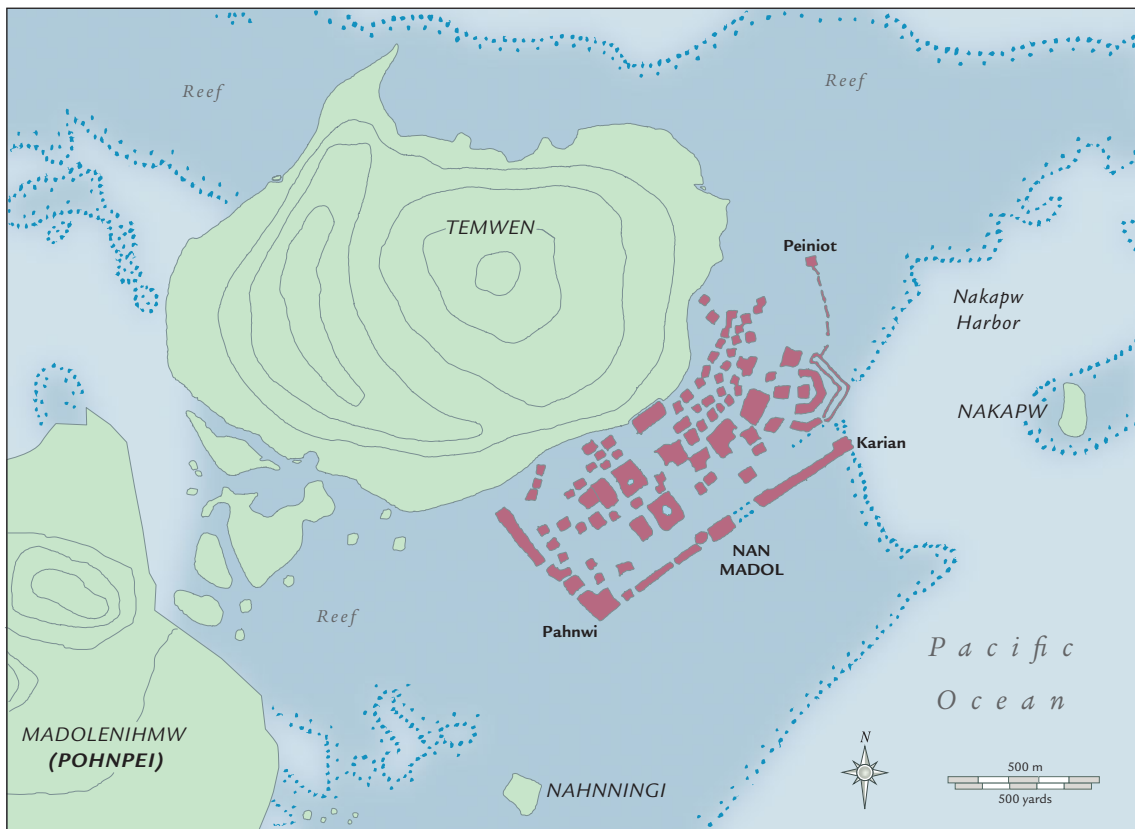 Reef
Reef
TEMWEN
Peiniot
Nakapw
Harbor
NAKAPW
Karian
NAN
MADOL
Reef
Pahnwi
Pacific
Ocean
MADOLENIHMW
(POHNPEI)
NAHNNINGI
N
500 m
500 yards